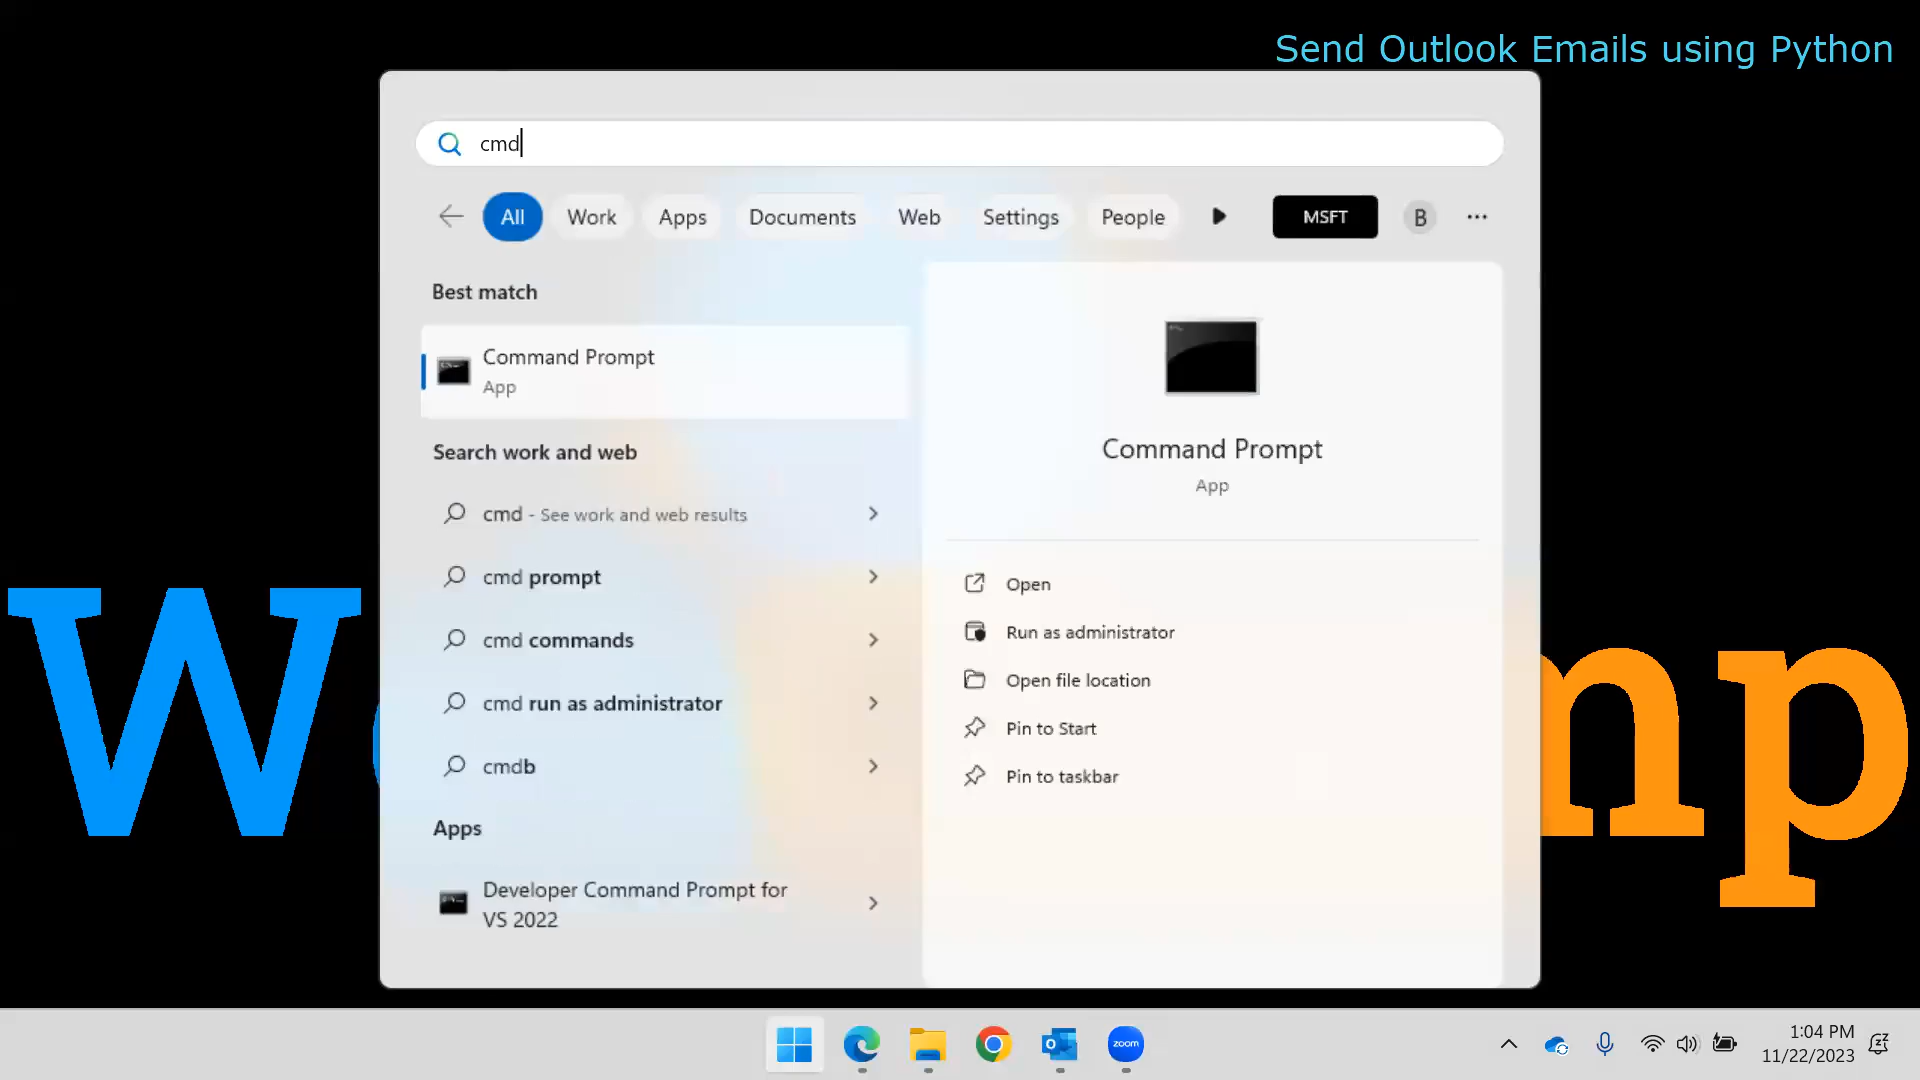 Send Outlook Emails using Python
cmd
All
Work
Apps
Documents
Web
Settings
People
MSFT
B
Best match
Command Prompt
App
Search work and web
cmd - See work and web results
cmd prompt
cmd commands
cmd run as administrator
cmdb
Apps
Developer Command Prompt for
VS 2022
Command Prompt
App
Open
Run as administrator
Open file location
Pin to Start
Pin to taskbar
W
mp
zoom
1:04 PM
11/22/2023